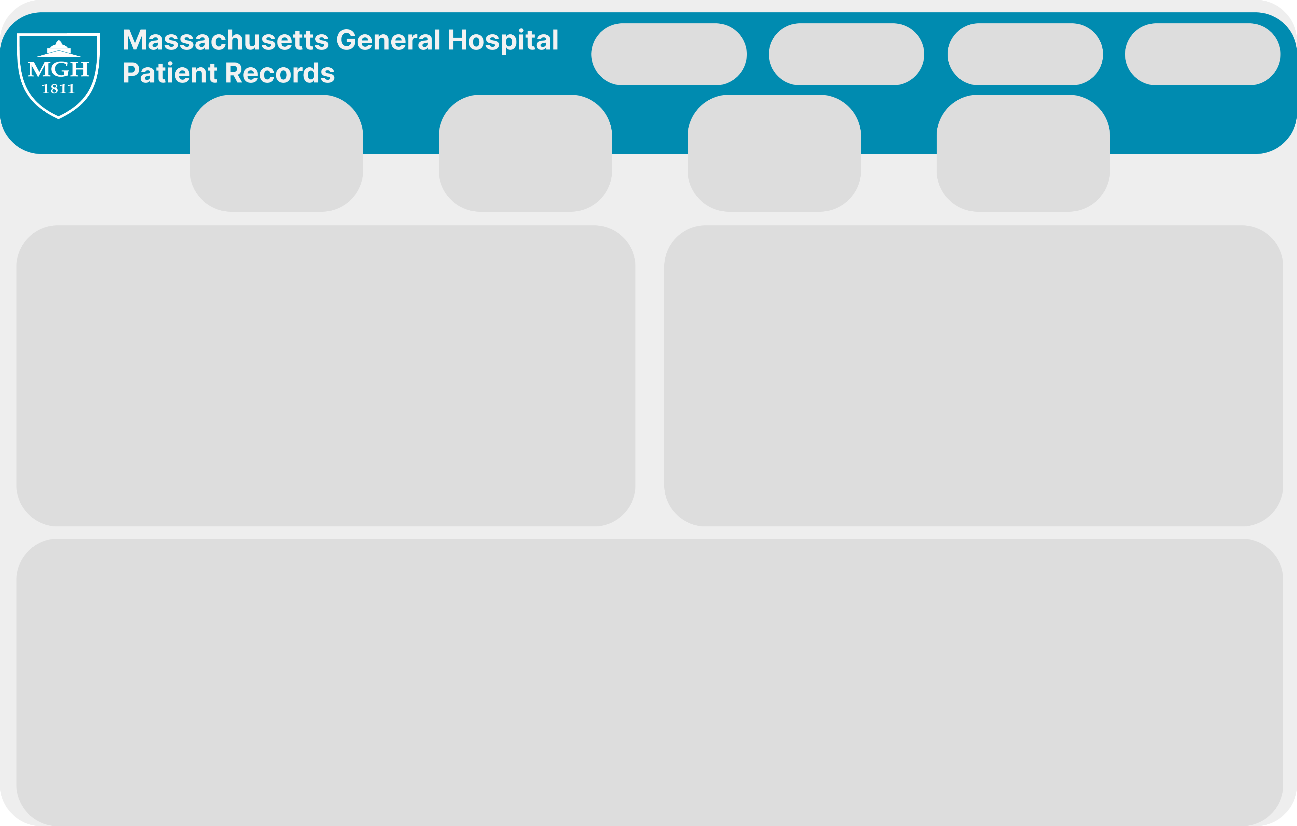 Massachusetts General Hospital
Patient Records
MGH
1811